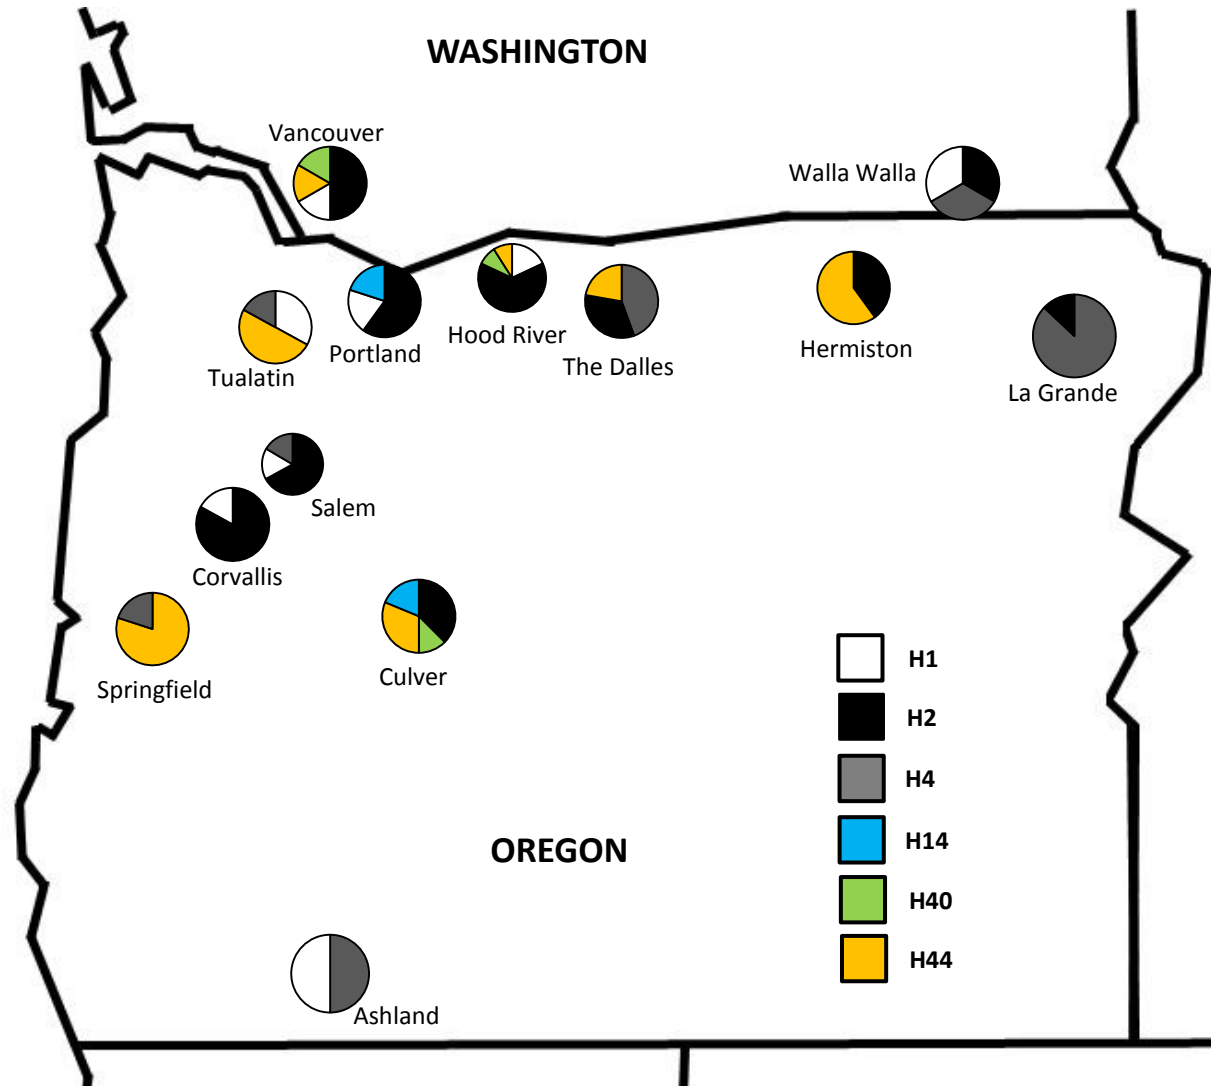 WASHINGTON
Vancouver
Walla Walla
Portland
Hood River
The Dalles
Hermiston
La Grande
Tualatin
Salem
Corvallis
Springfield
Culver
H1
H2
H4
H14
H40
H44
OREGON
Ashland